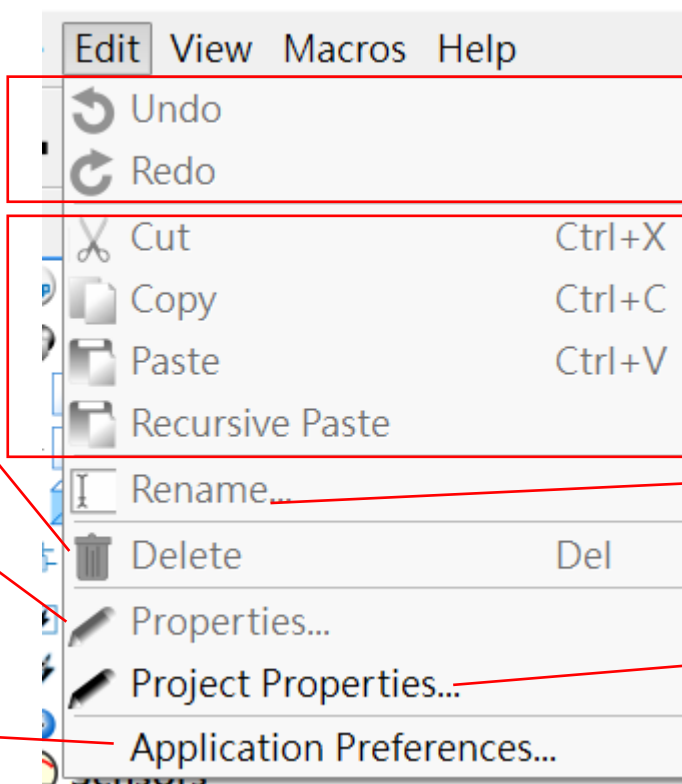 Edit View Macros Help
Undo
Redo
Cut Ctrl+X
Copy Ctrl+C
Paste Ctrl+V
Recursive Paste
Rename...
Delete Del
Properties...
Project Properties...
Application Preferences...